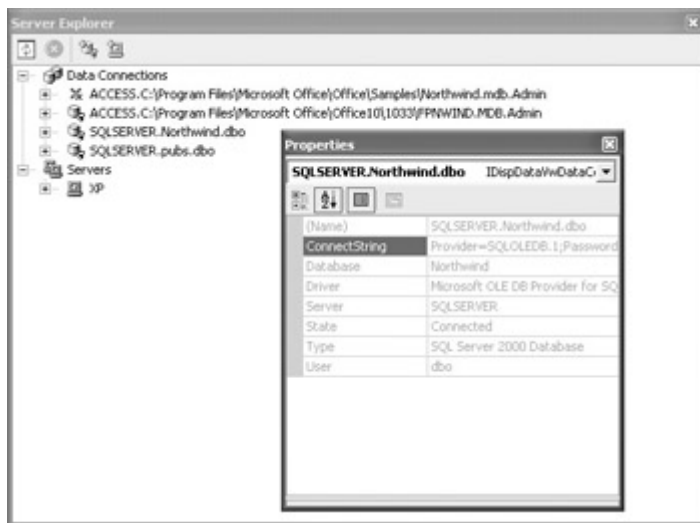 Server Explorer
Data Connections
ACCESS.C:\Program Files\Microsoft Office\Office\Samples\Northwind.mdb.Admin
ACCESS.C:\Program Files\Microsoft Office\Office10\1033\FPNWIND.MDB.Admin
SQLSERVER.Northwind.dbo
SQLSERVER.pubs.dbo
Servers
XP
Properties
SQLSERVER.Northwind.dbo IDispDataVwDataC
(Name) SQLSERVER.Northwind.dbo
ConnectString Provider=SQLOLEDB.1;Password
Database Northwind
Driver Microsoft OLE DB Provider for SQ
Server SQLSERVER
State Connected
Type SQL Server 2000 Database
User dbo